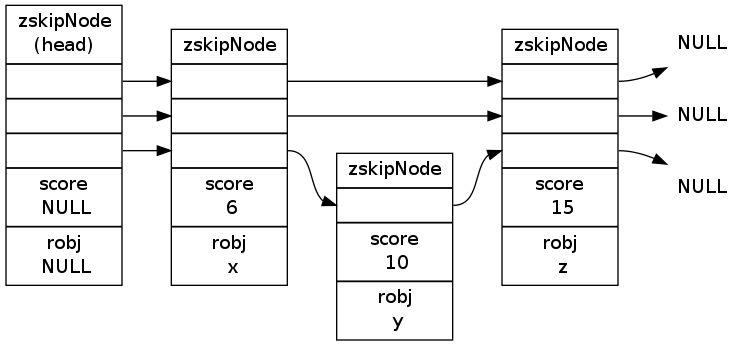 zskipNode
(head)
score
NULL
robj
NULL
zskipNode
score
6
robj
x
zskipNode
score
10
robj
y
zskipNode
score
15
robj
z
NULL
NULL
NULL